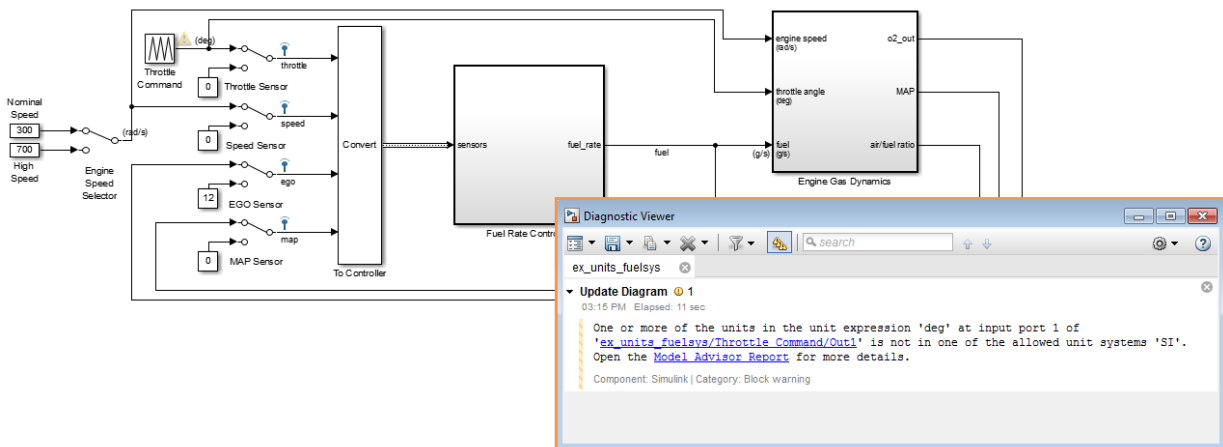 (deg)
throttle
Throttle
Command
0
Throttle Sensor
Nominal
Speed
300
700
High
Speed
(rad/s)
Engine
Speed
Selector
speed
0
Speed Sensor
ego
12
EGO Sensor
map
0
MAP Sensor
Convert
To Controller
sensors
fuel_rate
Fuel Rate Contr
fuel
(g/s)
engine speed
(rad/s)
throttle angle
(deg)
fuel
(g/s)
o2_out
MAP
air/fuel ratio
Engine Gas Dynamics
Diagnostic Viewer
search
ex_units_fuelsys
Update Diagram 1
03:15 PM Elapsed: 11 sec
One or more of the units in the unit expression 'deg' at input port 1 of
'ex_units_fuelsys/Throttle Command/Out1' is not in one of the allowed unit systems 'SI'.
Open the Model Advisor Report for more details.
Component: Simulink | Category: Block warning